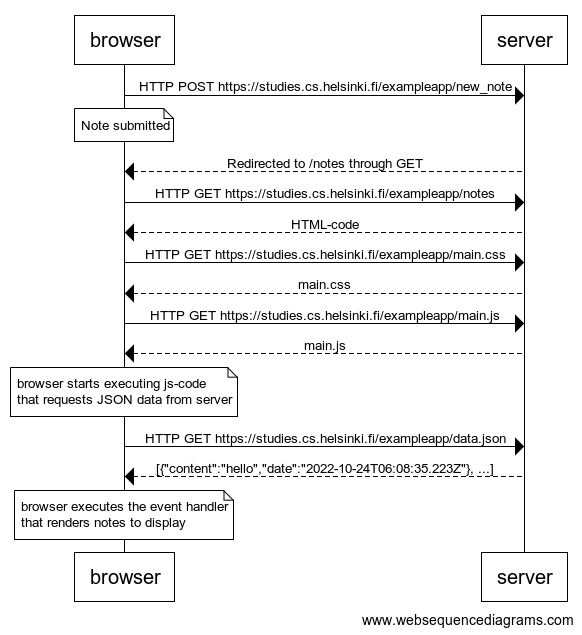 browser server
HTTP POST https://studies.cs.helsinki.fi/exampleapp/new_note
Note submitted
Redirected to /notes through GET
HTTP GET https://studies.cs.helsinki.fi/exampleapp/notes
HTML-code
HTTP GET https://studies.cs.helsinki.fi/exampleapp/main.css
main.css
HTTP GET https://studies.cs.helsinki.fi/exampleapp/main.js
main.js
browser starts executing js-code
that requests JSON data from server
HTTP GET https://studies.cs.helsinki.fi/exampleapp/data.json
[{"content":"hello","date":"2022-10-24T06:08:35.223Z"}, ...]
browser executes the event handler
that renders notes to display
browser server
www.websequencediagrams.com